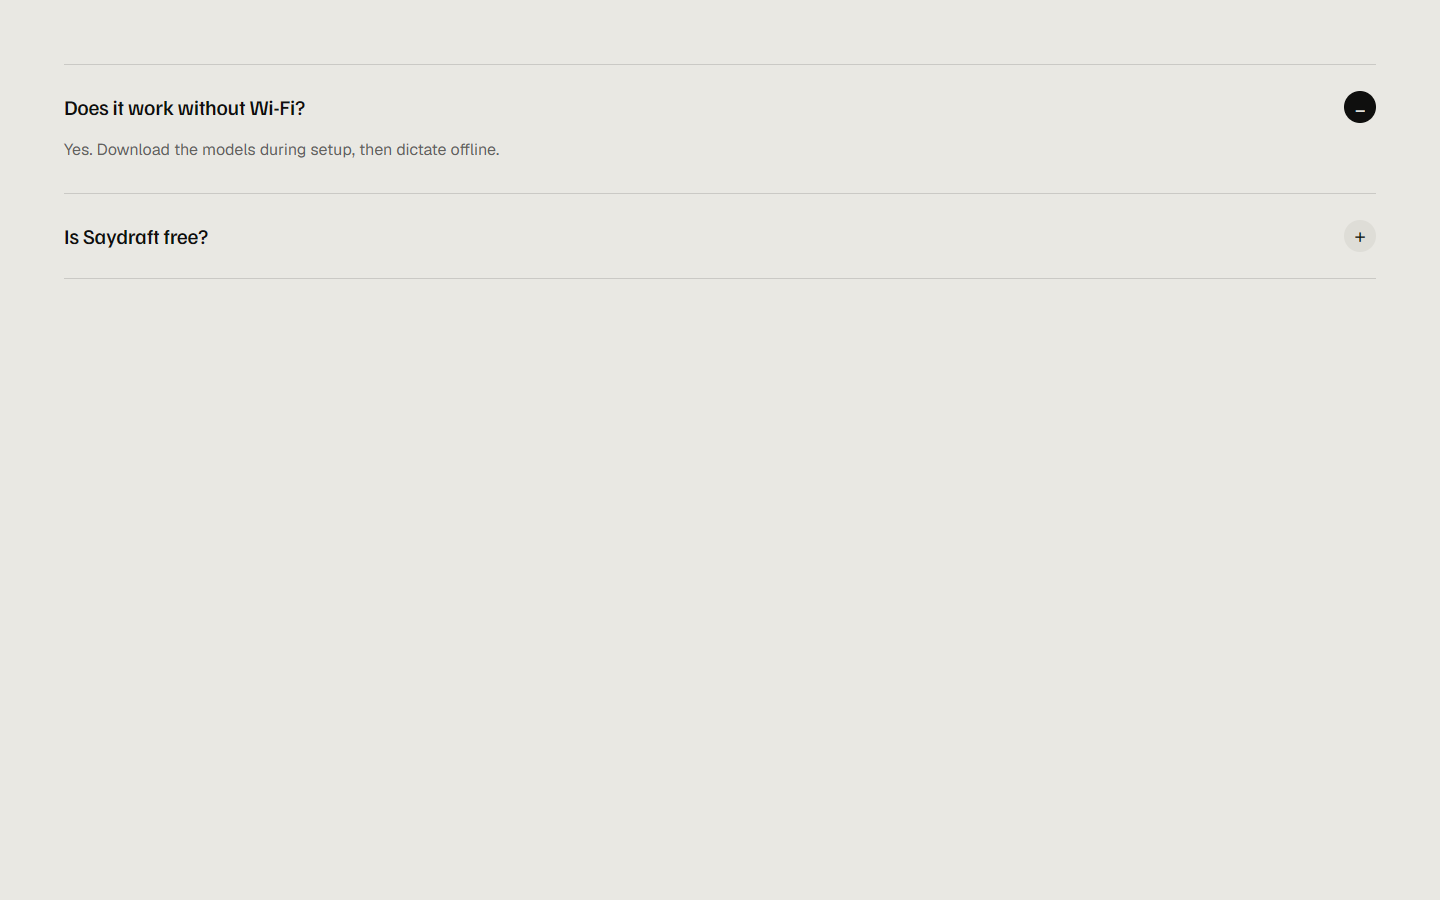 Does it work without Wi-Fi?
Yes. Download the models during setup, then dictate offline.
Is Saydraft free?